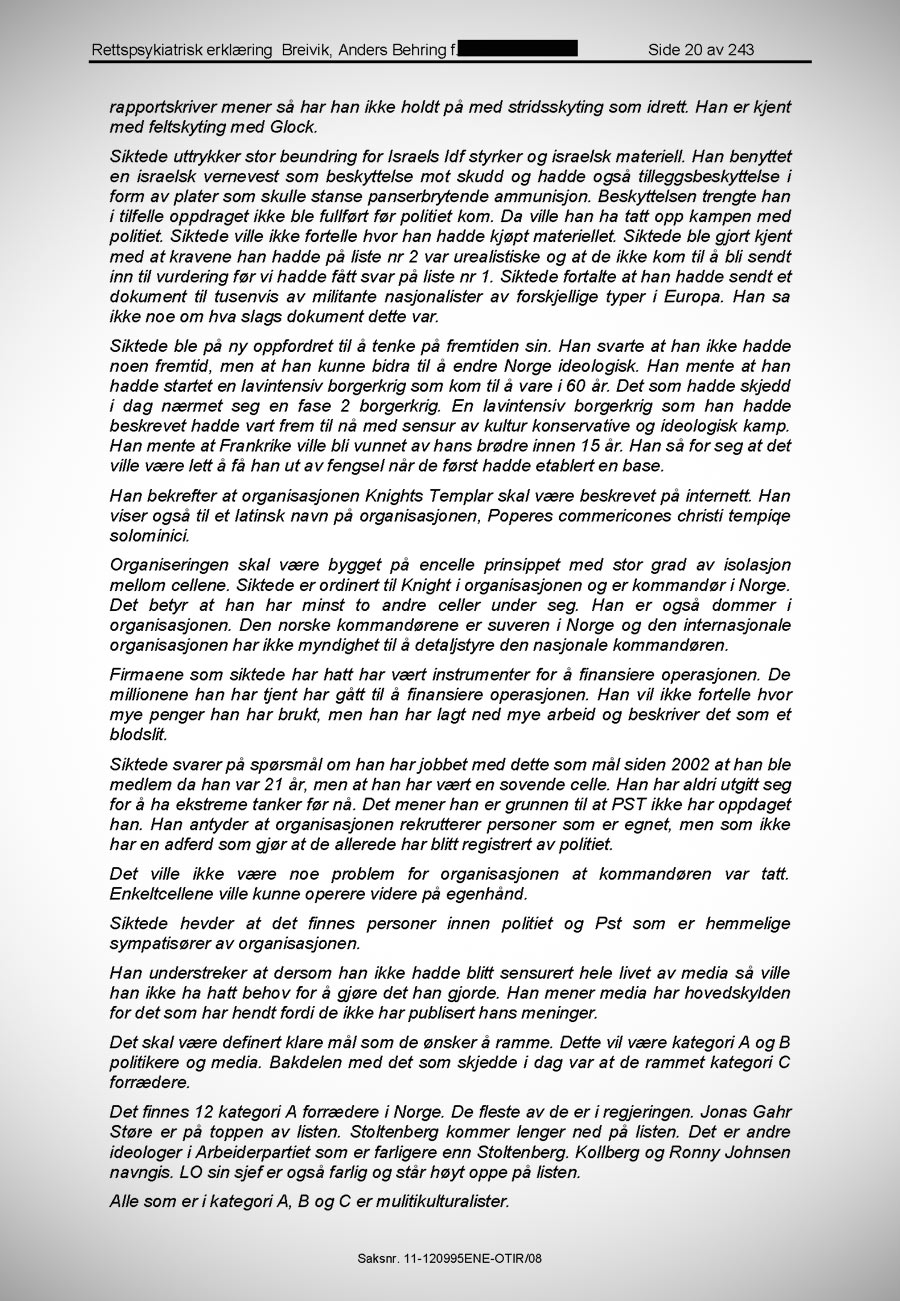 Rettspsykiatrisk erklæring Breivik, Anders Behring f. Side 20 av 243
rapportskriver mener så har han ikke holdt på med stridsskyting som idrett. Han er kjent
med feltskyting med Glock.
Siktede uttrykker stor beundring for Israels Idf styrker og israelsk materiell. Han benyttet
en israelsk vernevest som beskyttelse mot skudd og hadde også tilleggsbeskyttelse i
form av plater som skulle stanse panserbrytende ammunisjon. Beskyttelsen trengte han
i tilfelle oppdraget ikke ble fullført før politiet kom. Da ville han ha tatt opp kampen med
politiet. Siktede ville ikke fortelle hvor han hadde kjøpt materiellet. Siktede ble gjort kjent
med at kravene han hadde på liste nr 2 var urealistiske og at de ikke kom til å bli sendt
inn til vurdering før vi hadde fått svar på liste nr 1. Siktede fortalte at han hadde sendt et
dokument til tusenvis av militante nasjonalister av forskjellige typer i Europa. Han sa
ikke noe om hva slags dokument dette var.
Siktede ble på ny oppfordret til å tenke på fremtiden sin. Han svarte at han ikke hadde
noen fremtid, men at han kunne bidra til å endre Norge ideologisk. Han mente at han
hadde startet en lavintensiv borgerkrig som kom til å vare i 60 år. Det som hadde skjedd
i dag nærmet seg en fase 2 borgerkrig. En lavintensiv borgerkrig som han hadde
beskrevet hadde vart frem til nå med sensur av kultur konservative og ideologisk kamp.
Han mente at Frankrike ville bli vunnet av hans brødre innen 15 år. Han så for seg at det
ville være lett å få han ut av fengsel når de først hadde etablert en base.
Han bekrefter at organisasjonen Knights Templar skal være beskrevet på internett. Han
viser også til et latinsk navn på organisasjonen, Poperes commericones christi tempiqe
solominici.
Organiseringen skal være bygget på encelle prinsippet med stor grad av isolasjon
mellom cellene. Siktede er ordinert til Knight i organisasjonen og er kommandør i Norge.
Det betyr at han har minst to andre celler under seg. Han er også dommer i
organisasjonen. Den norske kommandørene er suveren i Norge og den internasjonale
organisasjonen har ikke myndighet til å detaljstyre den nasjonale kommandøren.
Firmaene som siktede har hatt har vært instrumenter for å finansiere operasjonen. De
millionene han har tjent har gått til å finansiere operasjonen. Han vil ikke fortelle hvor
mye penger han har brukt, men han har lagt ned mye arbeid og beskriver det som et
blodslit.
Siktede svarer på spørsmål om han har jobbet med dette som mål siden 2002 at han ble
medlem da han var 21 år, men at han har vært en sovende celle. Han har aldri utgitt seg
for å ha ekstreme tanker før nå. Det mener han er grunnen til at PST ikke har oppdaget
han. Han antyder at organisasjonen rekrutterer personer som er egnet, men som ikke
har en adferd som gjør at de allerede har blitt registrert av politiet.
Det ville ikke være noe problem for organisasjonen at kommandøren var tatt.
Enkeltcellene ville kunne operere videre på egenhånd.
Siktede hevder at det finnes personer innen politiet og Pst som er hemmelige
sympatisører av organisasjonen.
Han understreker at dersom han ikke hadde blitt sensurert hele livet av media så ville
han ikke ha hatt behov for å gjøre det han gjorde. Han mener media har hovedskylden
for det som har hendt fordi de ikke har publisert hans meninger.
Det skal være definert klare mål som de ønsker å ramme. Dette vil være kategori A og B
politikere og media. Bakdelen med det som skjedde i dag var at de rammet kategori C
forrædere.
Det finnes 12 kategori A forrædere i Norge. De fleste av de er i regjeringen. Jonas Gahr
Støre er på toppen av listen. Stoltenberg kommer lenger ned på listen. Det er andre
ideologer i Arbeiderpartiet som er farligere enn Stoltenberg. Kollberg og Ronny Johnsen
navngis. LO sin sjef er også farlig og står høyt oppe på listen.
Alle som er i kategori A, B og C er mulitikulturalister.
Saksnr. 11-120995ENE-OTIR/08